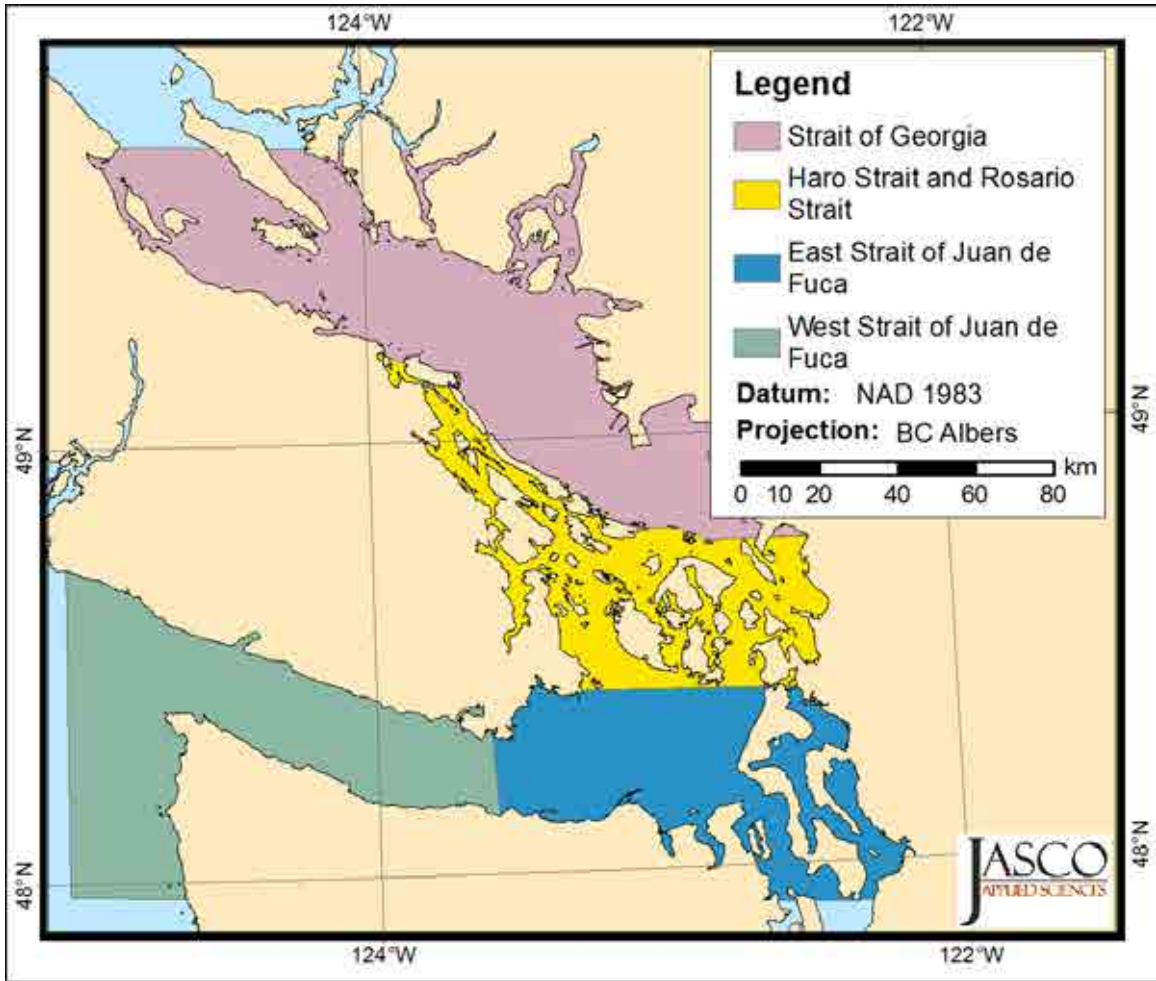 124°W
122°W
Legend
Strait of Georgia
Haro Strait and Rosario
Strait
East Strait of Juan de
Fuca
West Strait of Juan de
Fuca
Datum: NAD 1983
Projection: BC Albers
km
0 10 20 40 60 80
49°N
49°N
48°N
48°N
JASCO
APPLIED SCIENCES
124°W
122°W